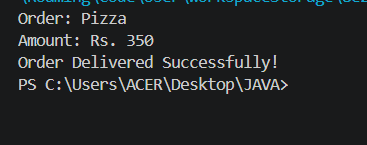 Order: Pizza
Amount: Rs. 350
Order Delivered Successfully!
PS C:\Users\ACER\Desktop\JAVA>